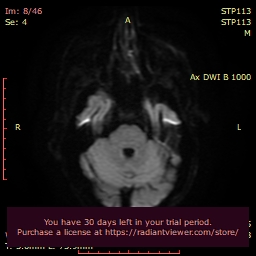 Im: 8/46
STP113
Se: 4
STP113
M
A
Ax DWI B 1000
R
L
You have 30 days left in your trial period.
Purchase a license at https://radiantviewer.com/store/